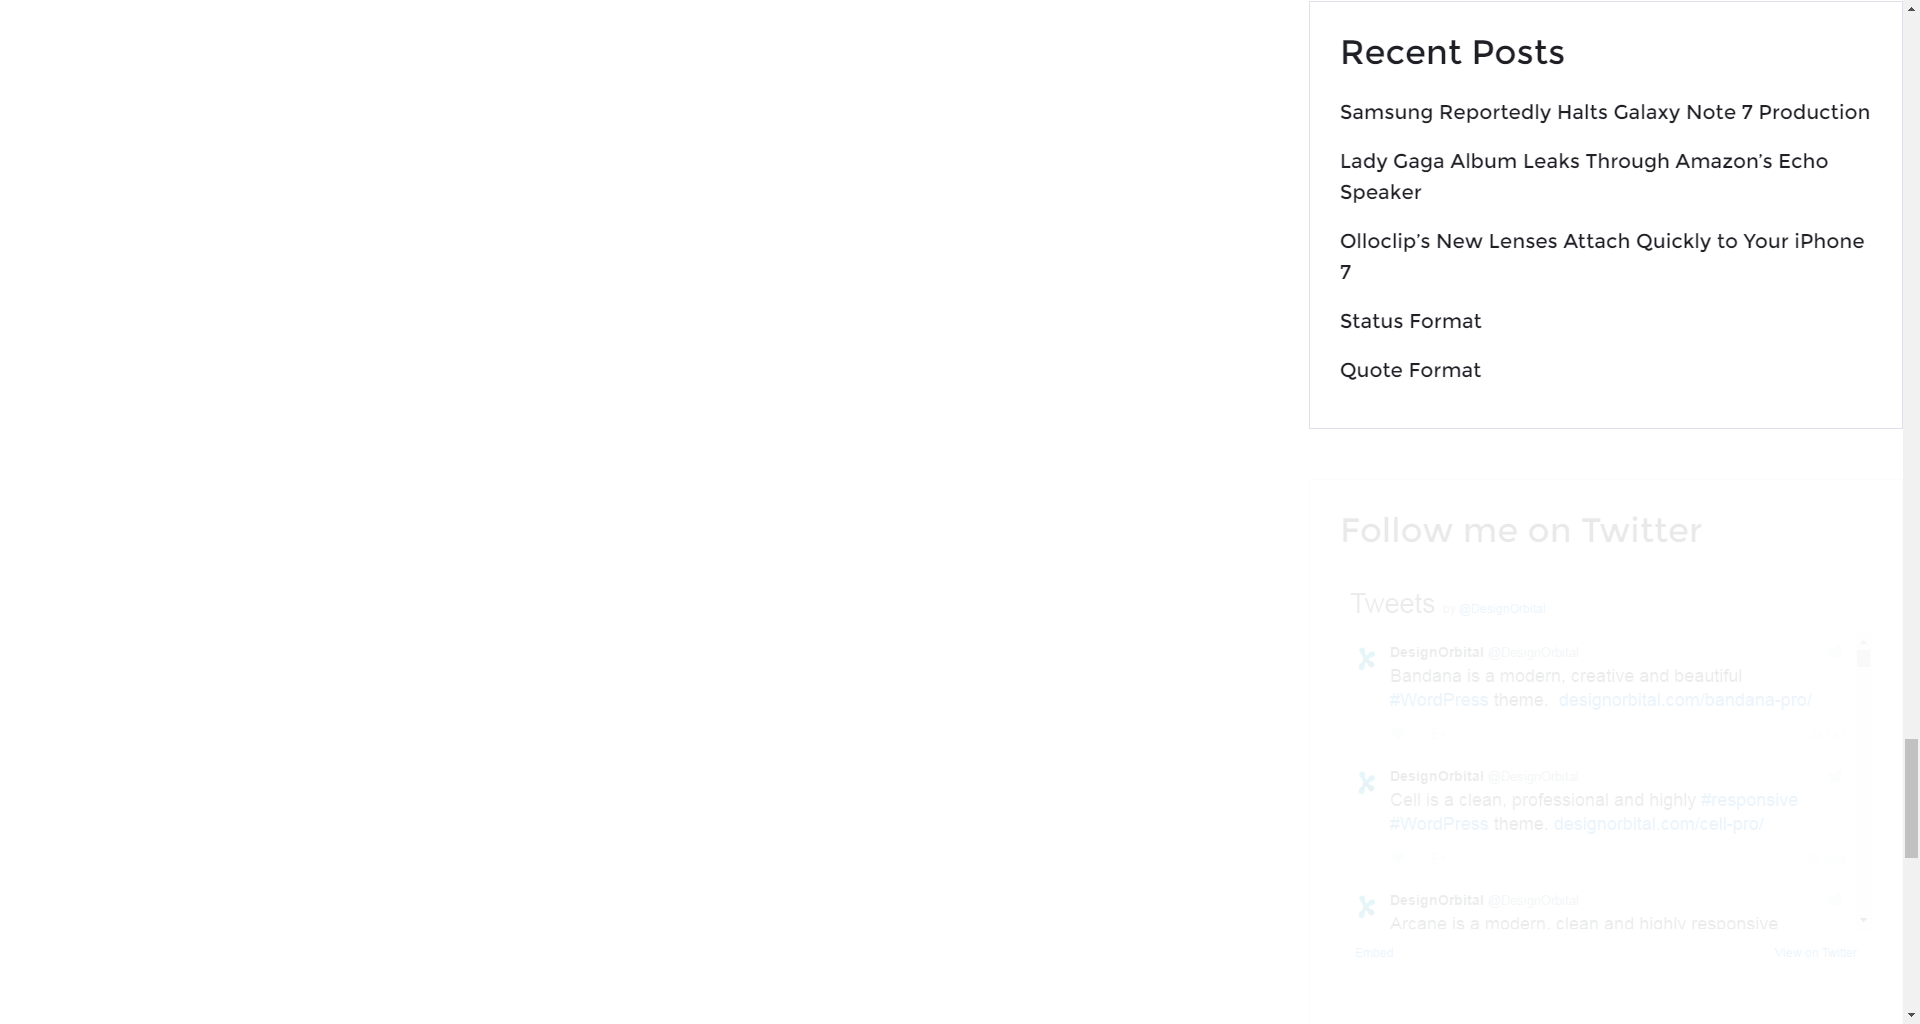 Recent Posts
Samsung Reportedly Halts Galaxy Note 7 Production
Lady Gaga Album Leaks Through Amazon’s Echo
Speaker
Olloclip’s New Lenses Attach Quickly to Your iPhone
7
Status Format
Quote Format
Follow me on Twitter
Tweets by @DesignOrbital
DesignOrbital @DesignOrbital
Bandana is a modern, creative and beautiful
#WordPress theme. designorbital.com/bandana-pro/
DesignOrbital @DesignOrbital
Cell is a clean, professional and highly #responsive
#WordPress theme. designorbital.com/cell-pro/
DesignOrbital @DesignOrbital
Arcane is a modern, clean and highly responsive
Embed View on Twitter